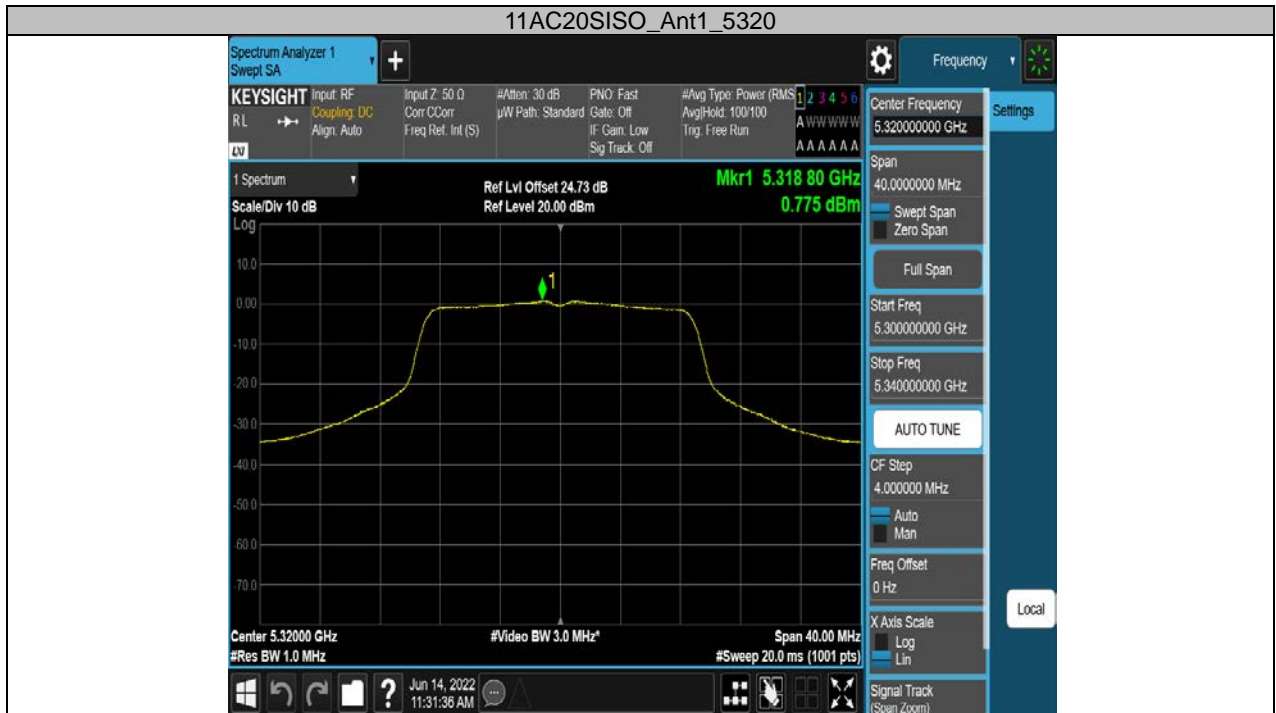 11AC20SISO_Ant1_5320
Spectrum Analyzer 1
Swept SA
+
Frequency
KEYSIGHT
RL
LXI
Input: RF
Coupling: DC
Align: Auto
Input Z: 50 Ω
Corr CCorr
Freq Ref: Int (S)
#Atten: 30 dB
µW Path: Standard
PNO: Fast
Gate: Off
IF Gain: Low
Sig Track: Off
#Avg Type: Power (RMS
Avg|Hold: 100/100
Trig: Free Run
1 2 3 4 5 6
A W W W W W
A A A A A A
1 Spectrum
Scale/Div 10 dB
Log
Ref Lvl Offset 24.73 dB
Ref Level 20.00 dBm
Mkr1 5.318 80 GHz
0.775 dBm
10.0
0.00
-10.0
-20.0
-30.0
-40.0
-50.0
-60.0
-70.0
1
Center 5.32000 GHz
#Res BW 1.0 MHz
#Video BW 3.0 MHz*
Span 40.00 MHz
#Sweep 20.0 ms (1001 pts)
?
Jun 14, 2022
11:31:36 AM
Center Frequency
5.320000000 GHz
Settings
Span
40.0000000 MHz
Swept Span
Zero Span
Full Span
Start Freq
5.300000000 GHz
Stop Freq
5.340000000 GHz
AUTO TUNE
CF Step
4.000000 MHz
Auto
Man
Freq Offset
0 Hz
X Axis Scale
Log
Lin
Local
Signal Track
(Span Zoom)